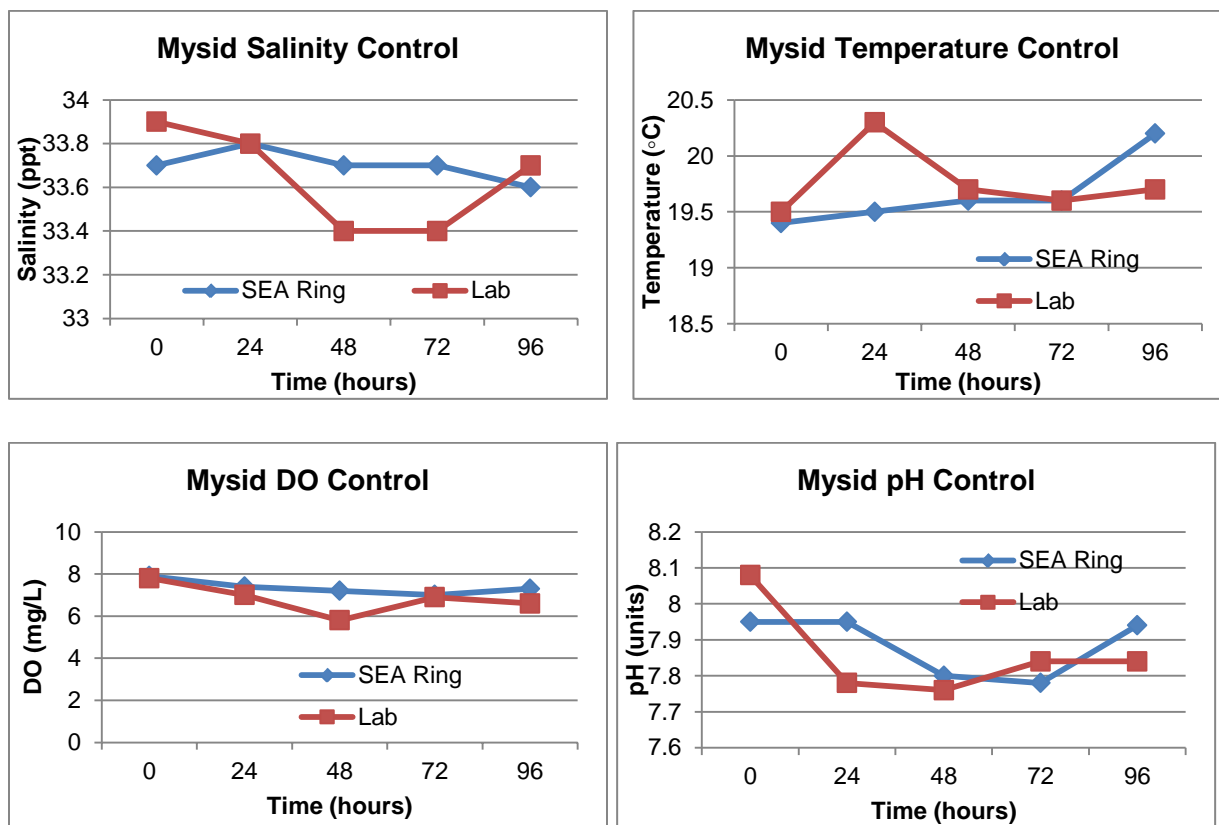 Mysid Salinity Control
Salinity (ppt)
34
33.8
33.6
33.4
33.2
33
SEA Ring
Lab
0 24 48 72 96
Time (hours)
Mysid Temperature Control
Temperature (◦C)
20.5
20
19.5
19
18.5
SEA Ring
Lab
0 24 48 72 96
Time (hours)
Mysid DO Control
DO (mg/L)
10
8
6
4
2
0
SEA Ring
Lab
0 24 48 72 96
Time (hours)
Mysid pH Control
pH (units)
8.2
8.1
8
7.9
7.8
7.7
7.6
SEA Ring
Lab
0 24 48 72 96
Time (hours)